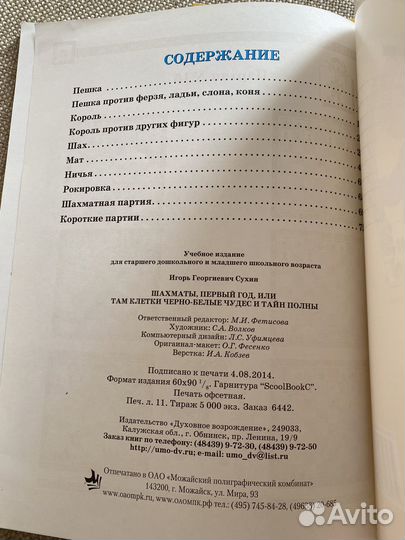 СОДЕРЖАНИЕ
Пешка
Пешка против ферзя, ладьи, слона, коня
Король
Король против других фигур
Шах
Мат
Ничья
Рокировка
Шахматная партия
Короткие партии
Учебное издание
для старшего дошкольного и младшего школьного возраста
Игорь Георгиевич Сухин
ШАХМАТЫ, ПЕРВЫЙ ГОД, ИЛИ
ТАМ КЛЕТКИ ЧЕРНО-БЕЛЫЕ ЧУДЕС И ТАЙН ПОЛНЫ
Ответственный редактор: М.И. Фетисова
Художник: С.А. Волков
Компьютерный дизайн: Л.С. Уфимцева
Оригинал-макет: О.Г. Фесенко
Верстка: И.А. Кобзев
Подписано к печати 4.08.2014.
Формат издания 60х90 1/8. Гарнитура "ScoolBookC".
Печать офсетная.
Печ. л. 11. Тираж 5 000 экз. Заказ 6442.
Издательство «Духовное возрождение», 249033,
Калужская обл., г. Обнинск, пр. Ленина, 19/9
Заказ книг по телефону: (48439) 9-72-30, (48439) 9-72-50
http://umo-dv.ru; e-mail: umo_dv@list.ru
Отпечатано в ОАО «Можайский полиграфический комбинат»
143200, г. Можайск, ул. Мира, 93
www.oaompk.ru, www.оаомпк.рф тел.: (495) 745-84-28, (49638) 20-685
Avito